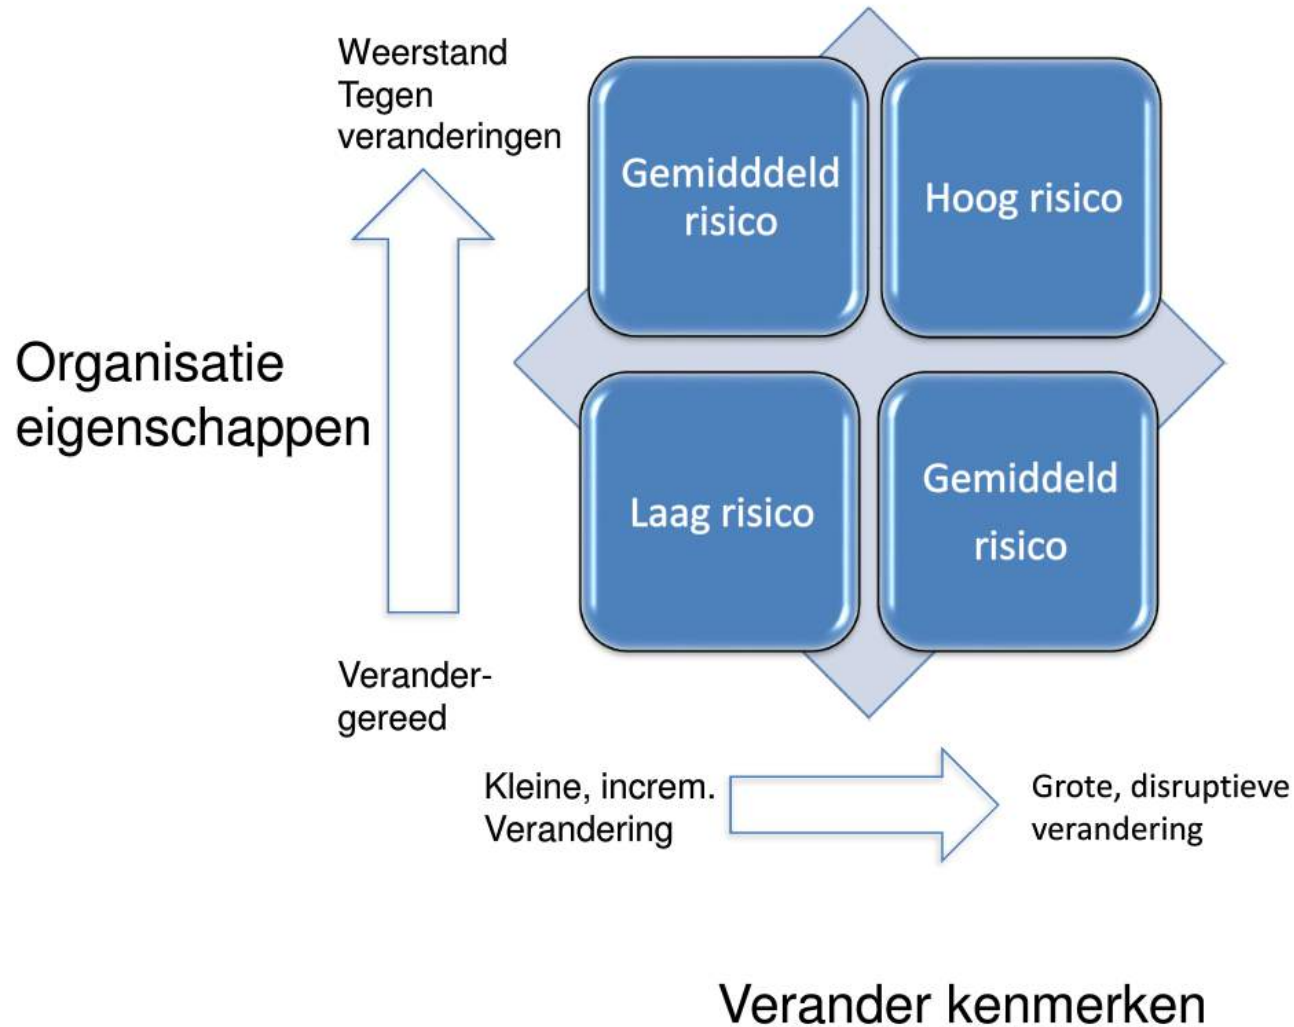 Weerstand
Tegen
veranderingen
Gemidddeld
risico
Hoog risico
Organisatie
eigenschappen
Laag risico
Gemiddeld
risico
Verander-
gereed
Kleine, increm.
Verandering
Grote, disruptieve
verandering
Verander kenmerken